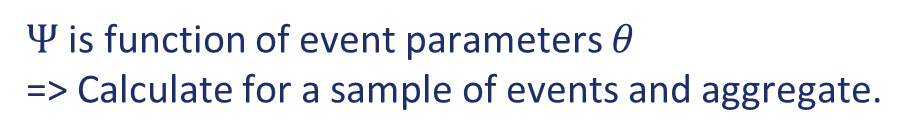 Ψ is function of event parameters θ
=> Calculate for a sample of events and aggregate.